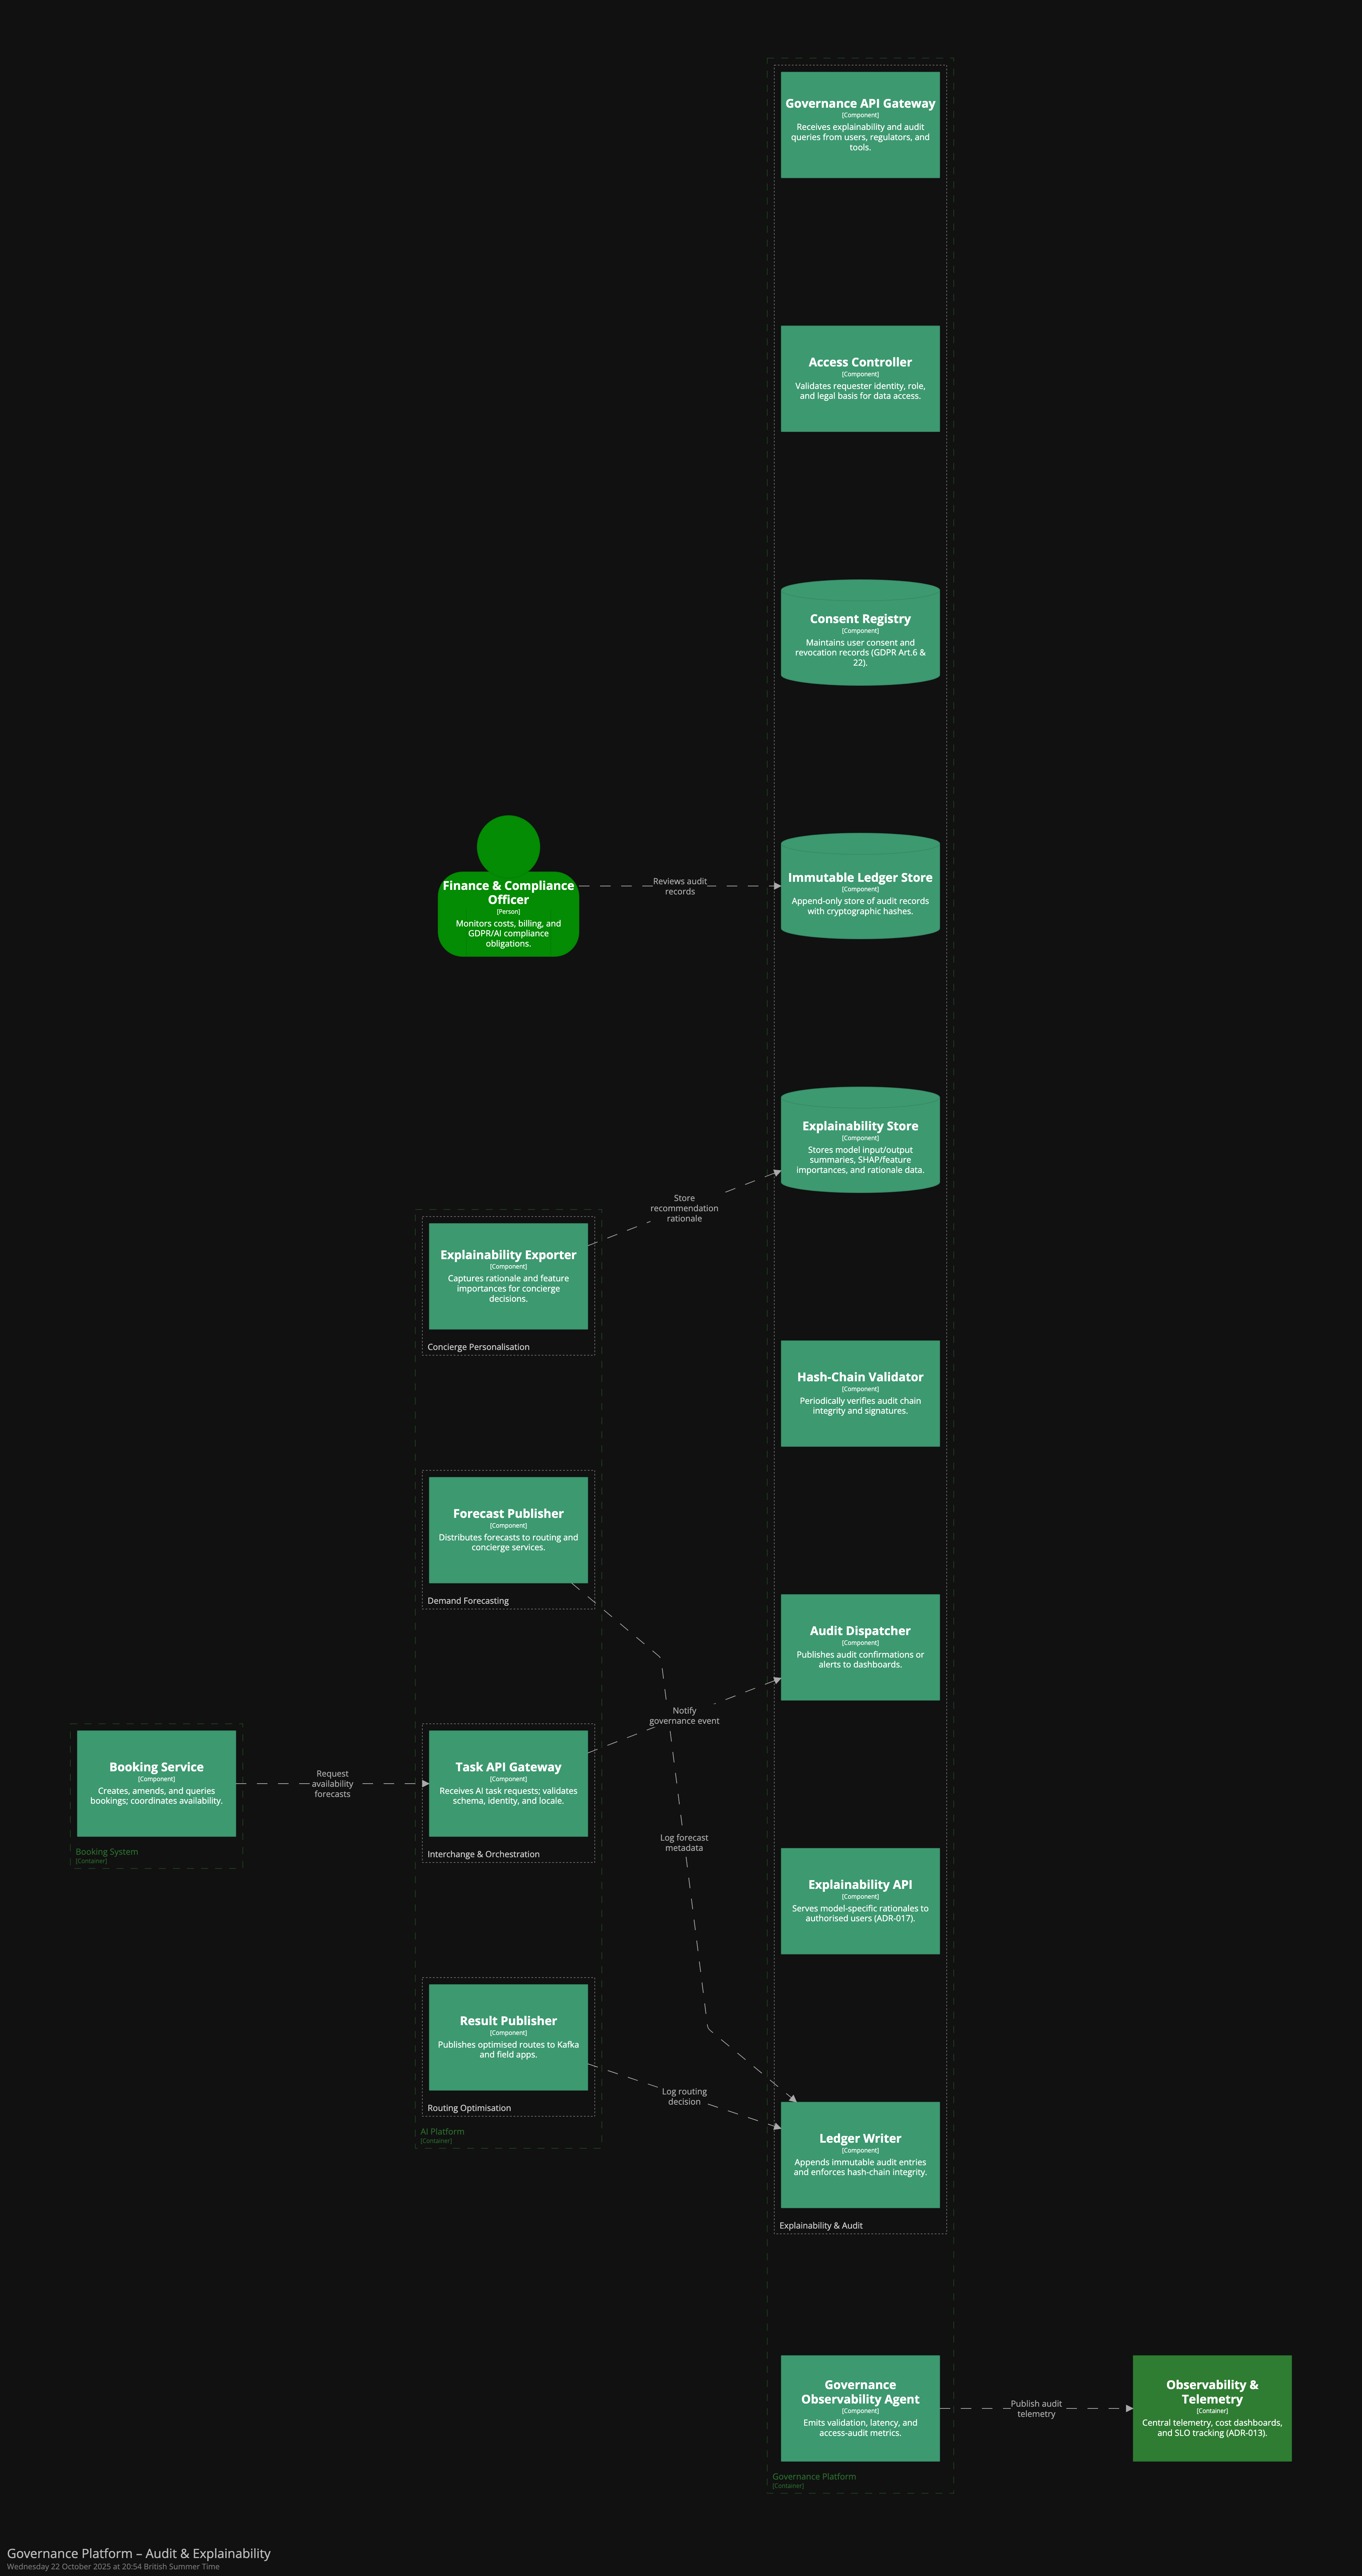 Governance API Gateway
[Component]
Receives explainability and audit
queries from users, regulators, and
tools.
Access Controller
[Component]
Validates requester identity, role,
and legal basis for data access.
Consent Registry
[Component]
Maintains user consent and
revocation records (GDPR Art.6 &
22).
Finance & Compliance
Officer
[Person]
Monitors costs, billing, and
GDPR/AI compliance
obligations.
Reviews audit
records
Immutable Ledger Store
[Component]
Append-only store of audit records
with cryptographic hashes.
Explainability Store
[Component]
Stores model input/output
summaries, SHAP/feature
importances, and rationale data.
Store
recommendation
rationale
Explainability Exporter
[Component]
Captures rationale and feature
importances for concierge
decisions.
Concierge Personalisation
Hash-Chain Validator
[Component]
Periodically verifies audit chain
integrity and signatures.
Forecast Publisher
[Component]
Distributes forecasts to routing and
concierge services.
Demand Forecasting
Audit Dispatcher
[Component]
Publishes audit confirmations or
alerts to dashboards.
Notify
governance event
Booking Service
[Component]
Creates, amends, and queries
bookings; coordinates availability.
Booking System
[Container]
Request
availability
forecasts
Task API Gateway
[Component]
Receives AI task requests; validates
schema, identity, and locale.
Interchange & Orchestration
Log forecast
metadata
Explainability API
[Component]
Serves model-specific rationales to
authorised users (ADR-017).
Result Publisher
[Component]
Publishes optimised routes to Kafka
and field apps.
Routing Optimisation
AI Platform
[Container]
Log routing
decision
Ledger Writer
[Component]
Appends immutable audit entries
and enforces hash-chain integrity.
Explainability & Audit
Governance
Observability Agent
[Component]
Emits validation, latency, and
access-audit metrics.
Governance Platform
[Container]
Publish audit
telemetry
Observability &
Telemetry
[Container]
Central telemetry, cost dashboards,
and SLO tracking (ADR-013).
Governance Platform – Audit & Explainability
Wednesday 22 October 2025 at 20:54 British Summer Time